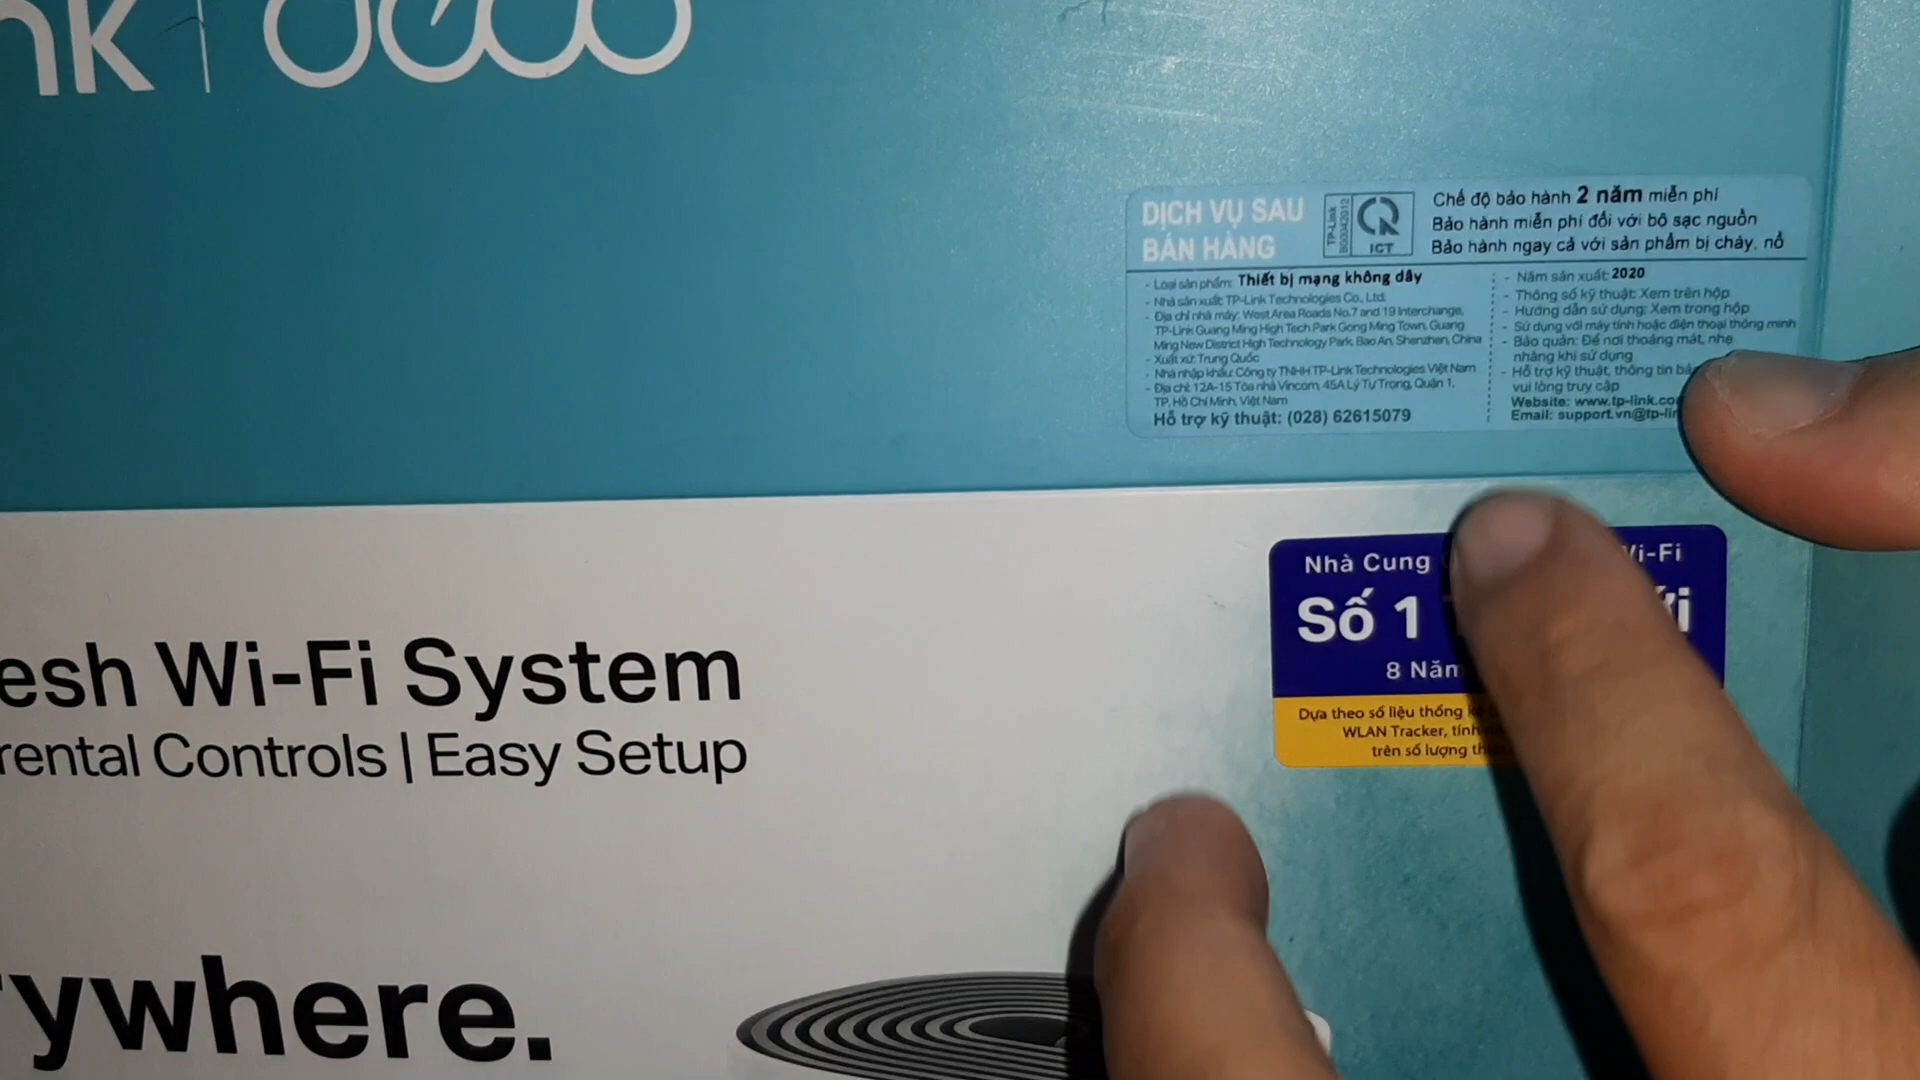 nk | deco
DỊCH VỤ SAU
BÁN HÀNG
TP-Link
B00042012
ICT
Chế độ bảo hành 2 năm miễn phí
Bảo hành miễn phí đối với bộ sạc nguồn
Bảo hành ngay cả với sản phẩm bị cháy, nổ
- Loại sản phẩm: Thiết bị mạng không dây
- Nhà sản xuất: TP-Link Technologies Co., Ltd.
- Địa chỉ nhà máy: West Area Roads No.7 and 19 Interchange,
TP-Link Guang Ming High Tech Park Gong Ming Town, Guang
Ming New District High Technology Park, Bao An, Shenzhen, China
- Xuất xứ: Trung Quốc
- Nhà nhập khẩu: Công ty TNHH TP-Link Technologies Việt Nam
- Địa chỉ: 12A-15 Tòa nhà Vincom, 45A Lý Tự Trọng, Quận 1,
TP. Hồ Chí Minh, Việt Nam
Hỗ trợ kỹ thuật: (028) 62615079
- Năm sản xuất: 2020
- Thông số kỹ thuật: Xem trên hộp
- Hướng dẫn sử dụng: Xem trong hộp
- Sử dụng với máy tính hoặc điện thoại thông minh
- Bảo quản: Để nơi thoáng mát, nhẹ
nhàng khi sử dụng
- Hỗ trợ kỹ thuật, thông tin
vui lòng truy cập
Website: www.tp-link.co
Email: support.vn@tp-lin
Nhà Cung Wi-Fi
Số 1
8 Năm
Dựa theo số liệu thống
WLAN Tracker, tính
trên số lượng
esh Wi-Fi System
rental Controls | Easy Setup
ywhere.